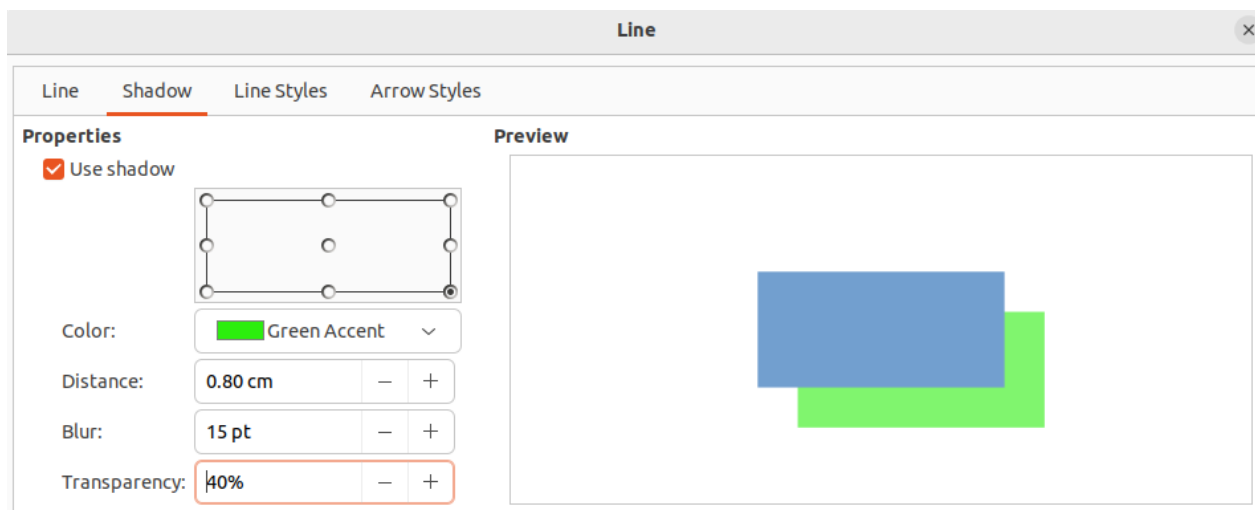 Line
Line Shadow Line Styles Arrow Styles
Properties
Preview
Use shadow
Color: Green Accent
Distance: 0.80 cm
Blur: 15 pt
Transparency: 40%